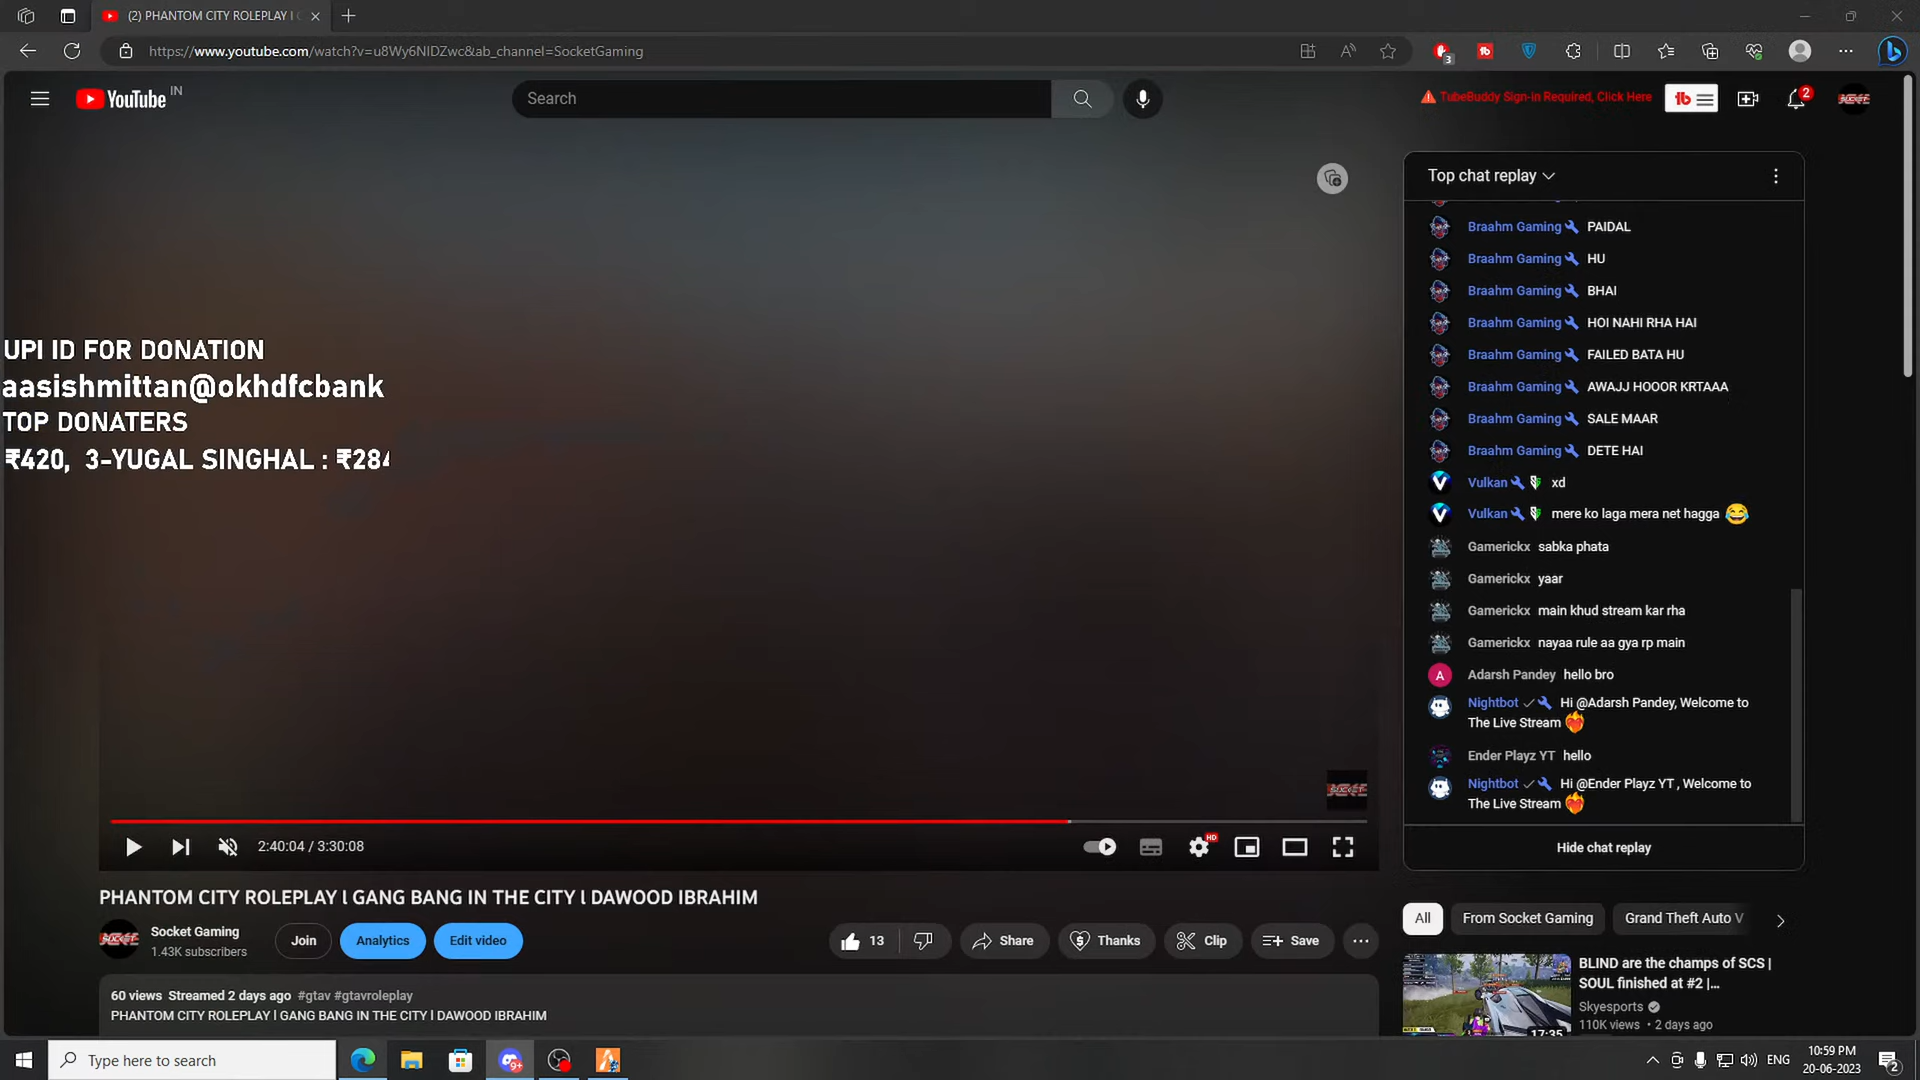 (2) PHANTOM CITY ROLEPLAY l
https://www.youtube.com/watch?v=u8Wy6NIDZwc&ab_channel=SocketGaming
3
YouTube IN
Search
TubeBuddy Sign-in Required, Click Here
tb
2
Top chat replay
Braahm Gaming PAIDAL
Braahm Gaming HU
Braahm Gaming BHAI
Braahm Gaming HOI NAHI RHA HAI
Braahm Gaming FAILED BATA HU
Braahm Gaming AWAJJ HOOOR KRTAAA
Braahm Gaming SALE MAAR
Braahm Gaming DETE HAI
Vulkan xd
Vulkan mere ko laga mera net hagga 😂
Gamerickx sabka phata
Gamerickx yaar
Gamerickx main khud stream kar rha
Gamerickx nayaa rule aa gya rp main
A Adarsh Pandey hello bro
Nightbot Hi @Adarsh Pandey, Welcome to
The Live Stream ❤️‍🔥
Ender Playz YT hello
Nightbot Hi @Ender Playz YT , Welcome to
The Live Stream ❤️‍🔥
Hide chat replay
UPI ID FOR DONATION
aasishmittan@okhdfcbank
TOP DONATERS
₹420, 3-YUGAL SINGHAL : ₹284
SOCKET
2:40:04 / 3:30:08
HD
PHANTOM CITY ROLEPLAY l GANG BANG IN THE CITY l DAWOOD IBRAHIM
Socket Gaming
1.43K subscribers
Join
Analytics
Edit video
13
Share
Thanks
Clip
Save
60 views Streamed 2 days ago #gtav #gtavroleplay
PHANTOM CITY ROLEPLAY l GANG BANG IN THE CITY l DAWOOD IBRAHIM
All
From Socket Gaming
Grand Theft Auto V
BLIND are the champs of SCS |
SOUL finished at #2 |...
Skyesports
110K views • 2 days ago
17:35
Type here to search
9+
ENG
10:59 PM
20-06-2023
2